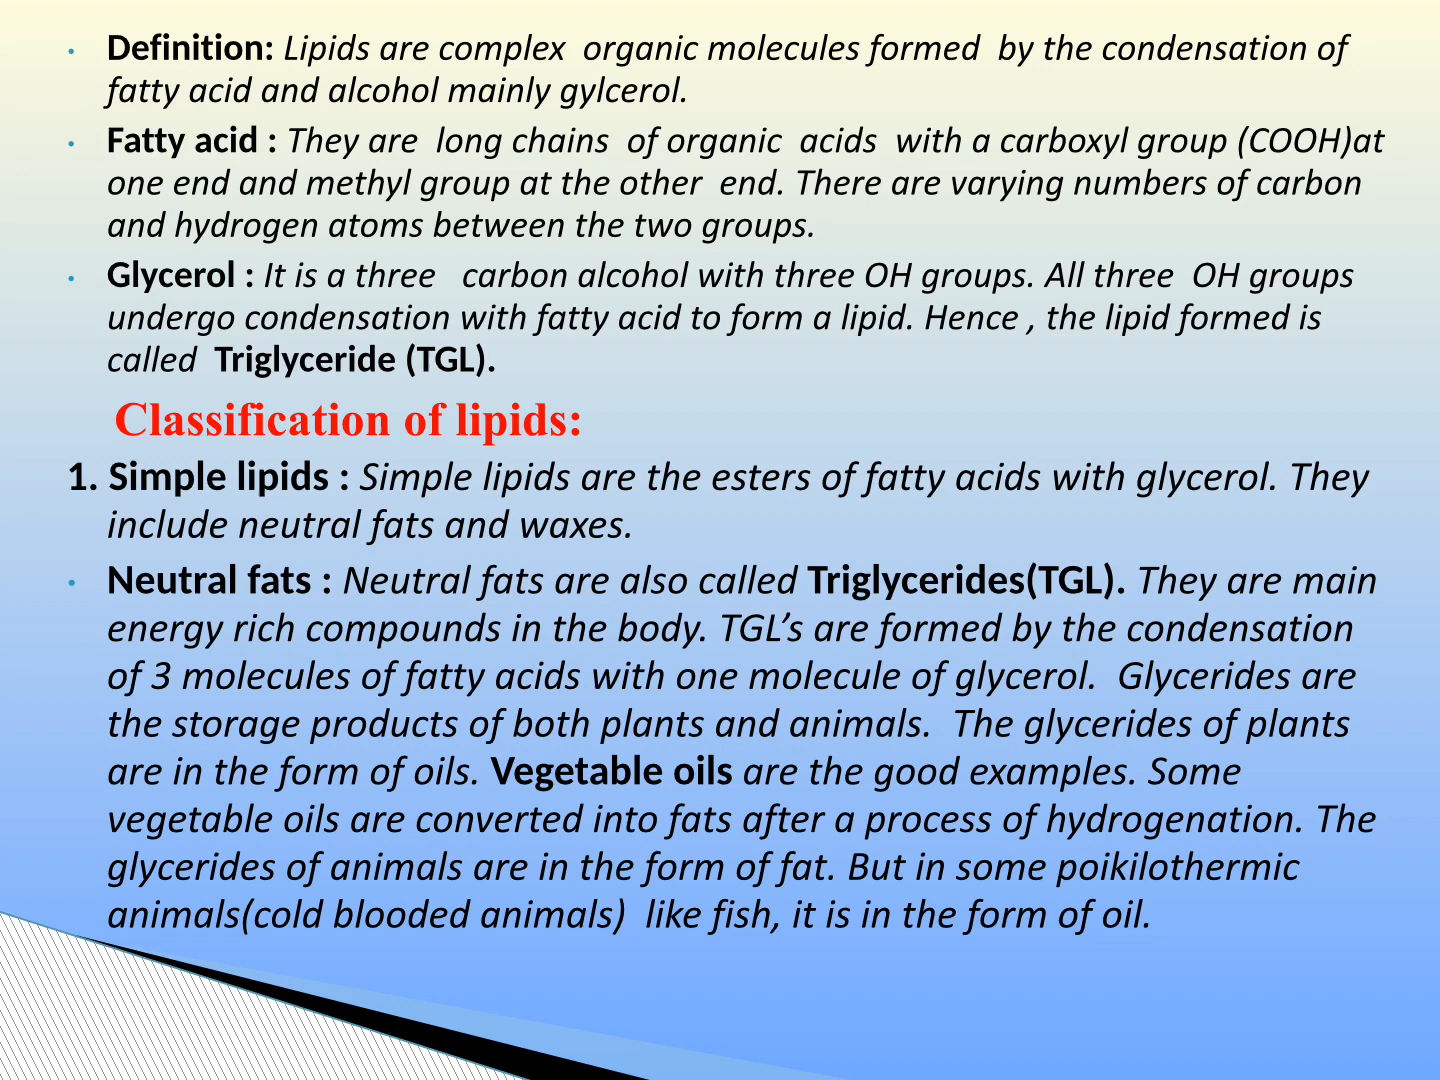 • Definition: Lipids are complex organic molecules formed by the condensation of
fatty acid and alcohol mainly gylcerol.
• Fatty acid : They are long chains of organic acids with a carboxyl group (COOH)at
one end and methyl group at the other end. There are varying numbers of carbon
and hydrogen atoms between the two groups.
• Glycerol : It is a three carbon alcohol with three OH groups. All three OH groups
undergo condensation with fatty acid to form a lipid. Hence , the lipid formed is
called Triglyceride (TGL).
Classification of lipids:
1. Simple lipids : Simple lipids are the esters of fatty acids with glycerol. They
include neutral fats and waxes.
• Neutral fats : Neutral fats are also called Triglycerides(TGL). They are main
energy rich compounds in the body. TGL’s are formed by the condensation
of 3 molecules of fatty acids with one molecule of glycerol. Glycerides are
the storage products of both plants and animals. The glycerides of plants
are in the form of oils. Vegetable oils are the good examples. Some
vegetable oils are converted into fats after a process of hydrogenation. The
glycerides of animals are in the form of fat. But in some poikilothermic
animals(cold blooded animals) like fish, it is in the form of oil.